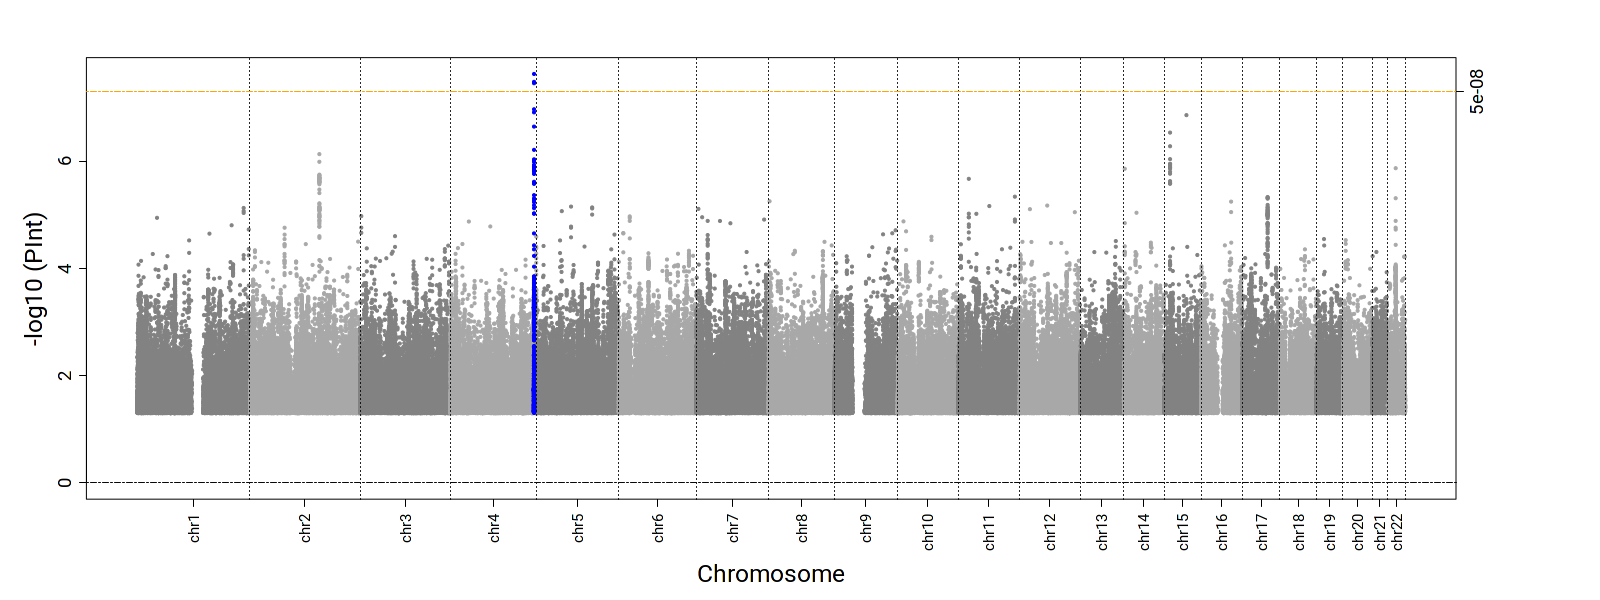 -log10 (PInt)
6
4
2
0
5e-08
chr1
chr2
chr3
chr4
chr5
chr6
chr7
chr8
chr9
chr10
chr11
chr12
chr13
chr14
chr15
chr16
chr17
chr18
chr19
chr20
chr21
chr22
Chromosome